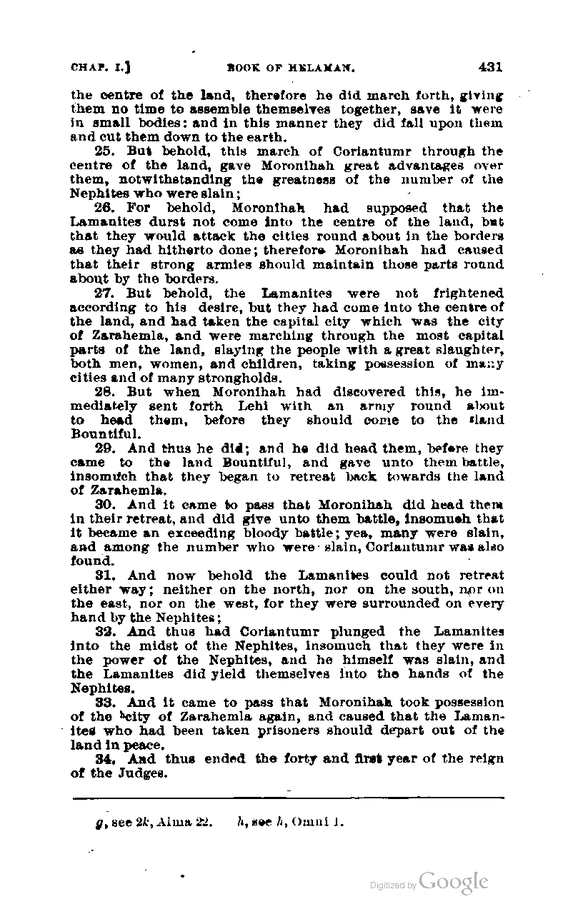 CHAP. I.] BOOK OF HELAMAN. 431
the centre of the land, therefore he did march forth, giving
them no time to assemble themselves together, save it were
in small bodies: and in this manner they did fall upon them
and cut them down to the earth.
25. But behold, this march of Coriantumr through the
centre of the land, gave Moronihah great advantages over
them, notwithstanding the greatness of the number of the
Nephites who were slain;
26. For behold, Moronihah had supposed that the
Lamanites durst not come into the centre of the land, but
that they would attack the cities round about in the borders
as they had hitherto done; therefore Moronihah had caused
that their strong armies should maintain those parts round
about by the borders.
27. But behold, the Lamanites were not frightened
according to his desire, but they had come into the centre of
the land, and had taken the capital city which was the city
of Zarahemla, and were marching through the most capital
parts of the land, slaying the people with a great slaughter,
both men, women, and children, taking possession of many
cities and of many strongholds.
28. But when Moronihah had discovered this, he im-
mediately sent forth Lehi with an army round about
to head them, before they should come to the gland
Bountiful.
29. And thus he did; and he did head them, before they
came to the land Bountiful, and gave unto them battle,
insomuch that they began to retreat back towards the land
of Zarahemla.
30. And it came to pass that Moronihah did head them
in their retreat, and did give unto them battle, insomuch that
it became an exceeding bloody battle; yea, many were slain,
and among the number who were slain, Coriantumr was also
found.
31. And now behold the Lamanites could not retreat
either way; neither on the north, nor on the south, nor on
the east, nor on the west, for they were surrounded on every
hand by the Nephites;
32. And thus had Coriantumr plunged the Lamanites
into the midst of the Nephites, insomuch that they were in
the power of the Nephites, and he himself was slain, and
the Lamanites did yield themselves into the hands of the
Nephites.
33. And it came to pass that Moronihah took possession
of the hcity of Zarahemla again, and caused that the Laman-
ites who had been taken prisoners should depart out of the
land in peace.
34. And thus ended the forty and first year of the reign
of the Judges.
g, see 2k, Alma 22. h, see h, Omni 1.
Digitized by Google